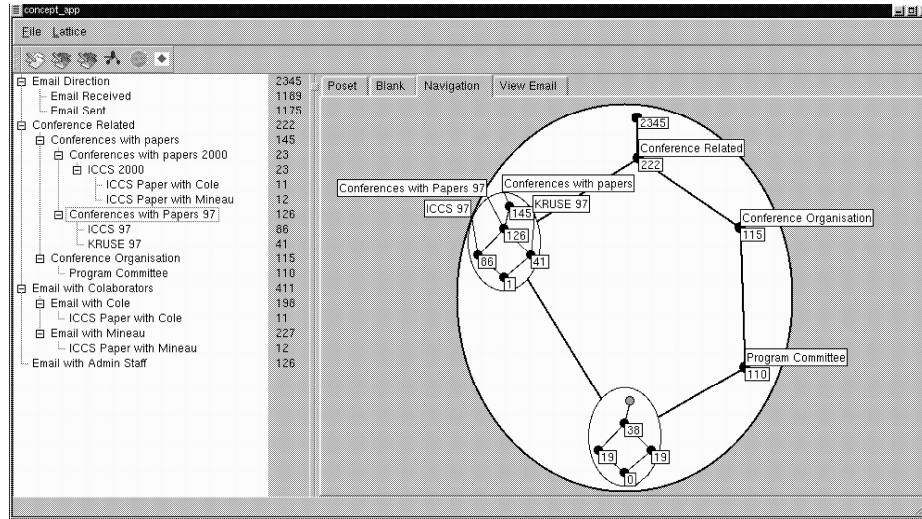 concept_app
File Lattice
Email Direction 2345
Email Received 1189
Email Sent 1175
Conference Related 222
Conferences with papers 145
Conferences with papers 2000 23
ICCS 2000 23
ICCS Paper with Cole 11
ICCS Paper with Mineau 12
Conferences with Papers 97 126
ICCS 97 86
KRUSE 97 41
Conference Organisation 115
Program Committee 110
Email with Colaborators 411
Email with Cole 198
ICCS Paper with Cole 11
Email with Mineau 227
ICCS Paper with Mineau 12
Email with Admin Staff 126
Poset Blank Navigation View Email
2345
Conference Related
222
Conferences with Papers 97 Conferences with papers
ICCS 97 KRUSE 97
145
126
86 41
1
Conference Organisation
115
Program Committee
110
38
19 19
0